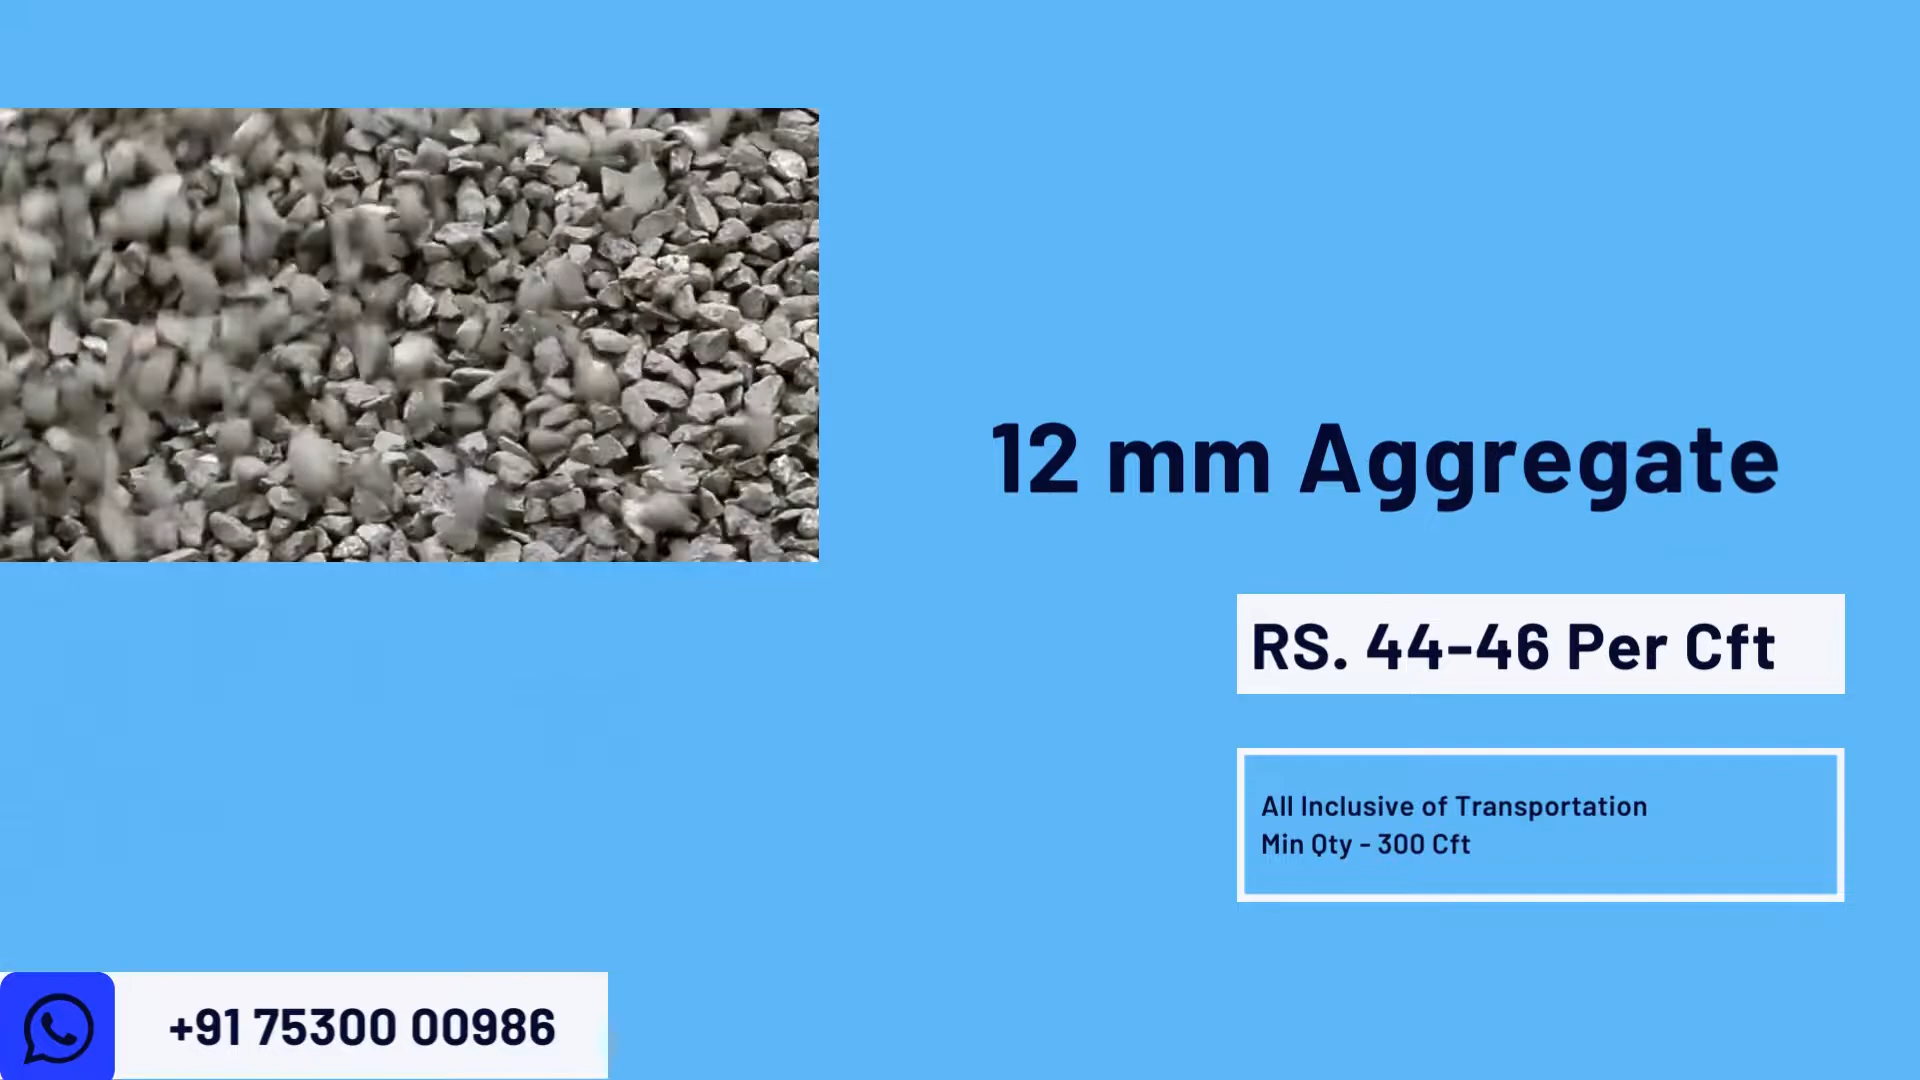 12 mm Aggregate
RS. 44-46 Per Cft
All Inclusive of Transportation
Min Qty - 300 Cft
+91 75300 00986